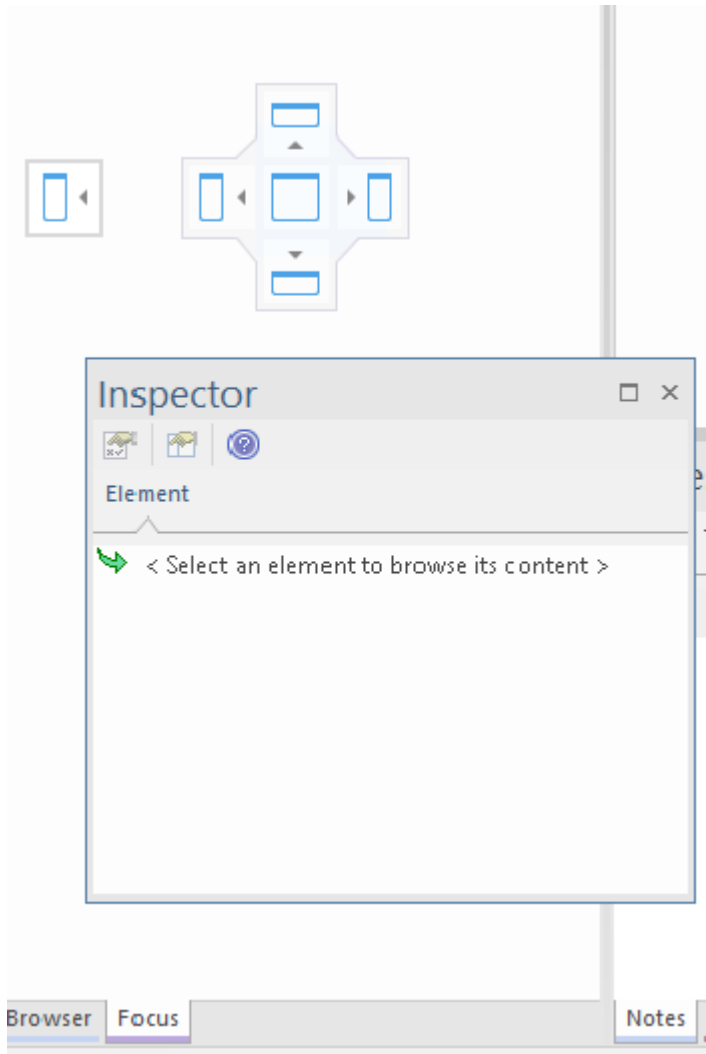 Inspector
Element
< Select an element to browse its content >
Browser
Focus
Notes